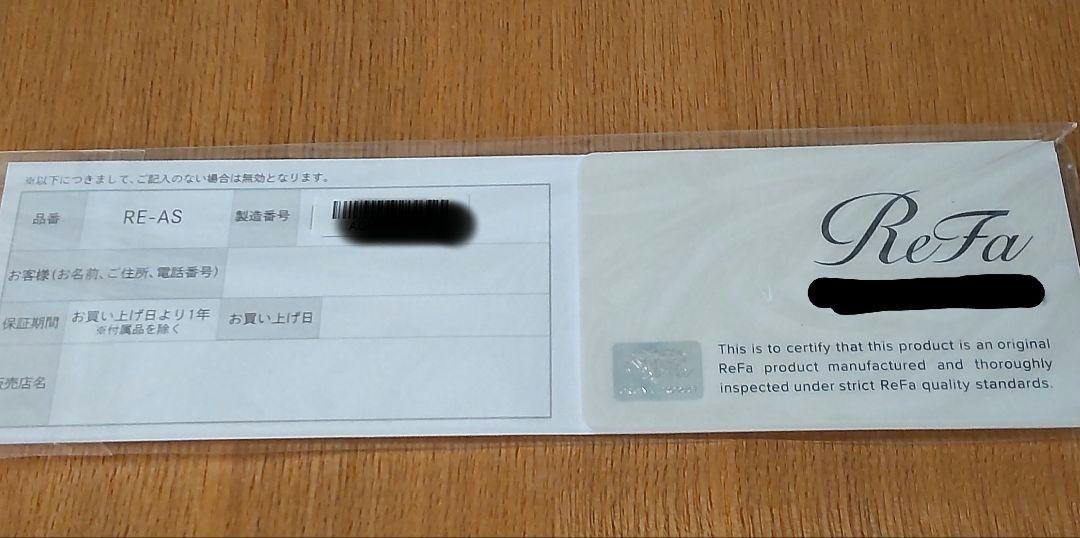 ※以下につきまして、ご記入のない場合は無効となります。
品番 RE-AS 製造番号
お客様(お名前、ご住所、電話番号)
保証期間 お買い上げ日より1年 お買い上げ日
※付属品を除く
販売店名
ReFa
This is to certify that this product is an original
ReFa product manufactured and thoroughly
inspected under strict ReFa quality standards.